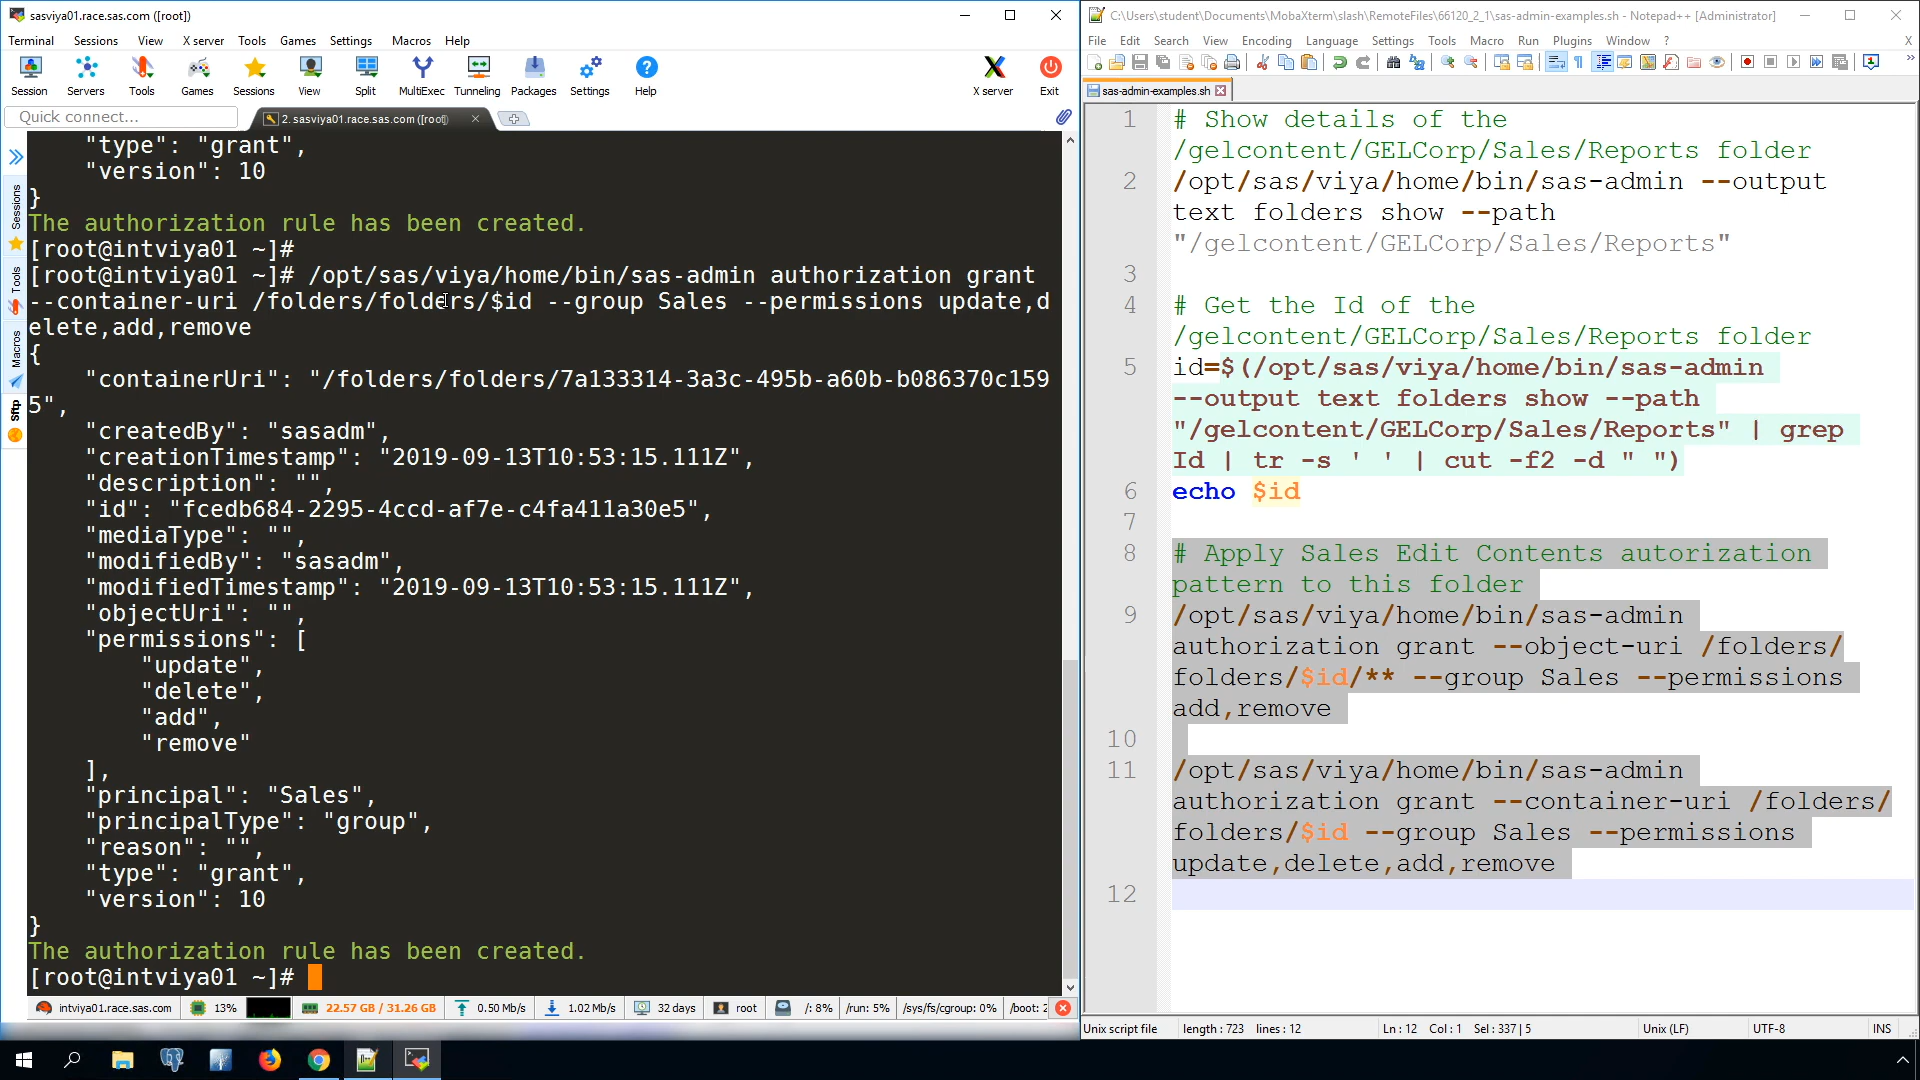 sasviya01.race.sas.com ([root])
Terminal Sessions View X server Tools Games Settings Macros Help
Session Servers Tools Games Sessions View Split MultiExec Tunneling Packages Settings Help X server Exit
Quick connect...
2. sasviya01.race.sas.com ([root])
Sessions
Tools
Macros
Sftp
"type": "grant",
"version": 10
}
The authorization rule has been created.
[root@intviya01 ~]#
[root@intviya01 ~]# /opt/sas/viya/home/bin/sas-admin authorization grant
--container-uri /folders/folders/$id --group Sales --permissions update,d
elete,add,remove
{
"containerUri": "/folders/folders/7a133314-3a3c-495b-a60b-b086370c159
5",
"createdBy": "sasadm",
"creationTimestamp": "2019-09-13T10:53:15.111Z",
"description": "",
"id": "fcedb684-2295-4ccd-af7e-c4fa411a30e5",
"mediaType": "",
"modifiedBy": "sasadm",
"modifiedTimestamp": "2019-09-13T10:53:15.111Z",
"objectUri": "",
"permissions": [
"update",
"delete",
"add",
"remove"
],
"principal": "Sales",
"principalType": "group",
"reason": "",
"type": "grant",
"version": 10
}
The authorization rule has been created.
[root@intviya01 ~]#
intviya01.race.sas.com 13% 22.57 GB / 31.26 GB 0.50 Mb/s 1.02 Mb/s 32 days root /: 8% /run: 5% /sys/fs/cgroup: 0% /boot: 2
C:\Users\student\Documents\MobaXterm\slash\RemoteFiles\66120_2_1\sas-admin-examples.sh - Notepad++ [Administrator]
File Edit Search View Encoding Language Settings Tools Macro Run Plugins Window ? X
sas-admin-examples.sh
1 # Show details of the
/gelcontent/GELCorp/Sales/Reports folder
2 /opt/sas/viya/home/bin/sas-admin --output
text folders show --path
"/gelcontent/GELCorp/Sales/Reports"
3
4 # Get the Id of the
/gelcontent/GELCorp/Sales/Reports folder
5 id=$(/opt/sas/viya/home/bin/sas-admin
--output text folders show --path
"/gelcontent/GELCorp/Sales/Reports" | grep
Id | tr -s ' ' | cut -f2 -d " ")
6 echo $id
7
8 # Apply Sales Edit Contents autorization
pattern to this folder
9 /opt/sas/viya/home/bin/sas-admin
authorization grant --object-uri /folders/
folders/$id/** --group Sales --permissions
add,remove
10
11 /opt/sas/viya/home/bin/sas-admin
authorization grant --container-uri /folders/
folders/$id --group Sales --permissions
update,delete,add,remove
12
Unix script file length : 723 lines : 12 Ln : 12 Col : 1 Sel : 337 | 5 Unix (LF) UTF-8 INS